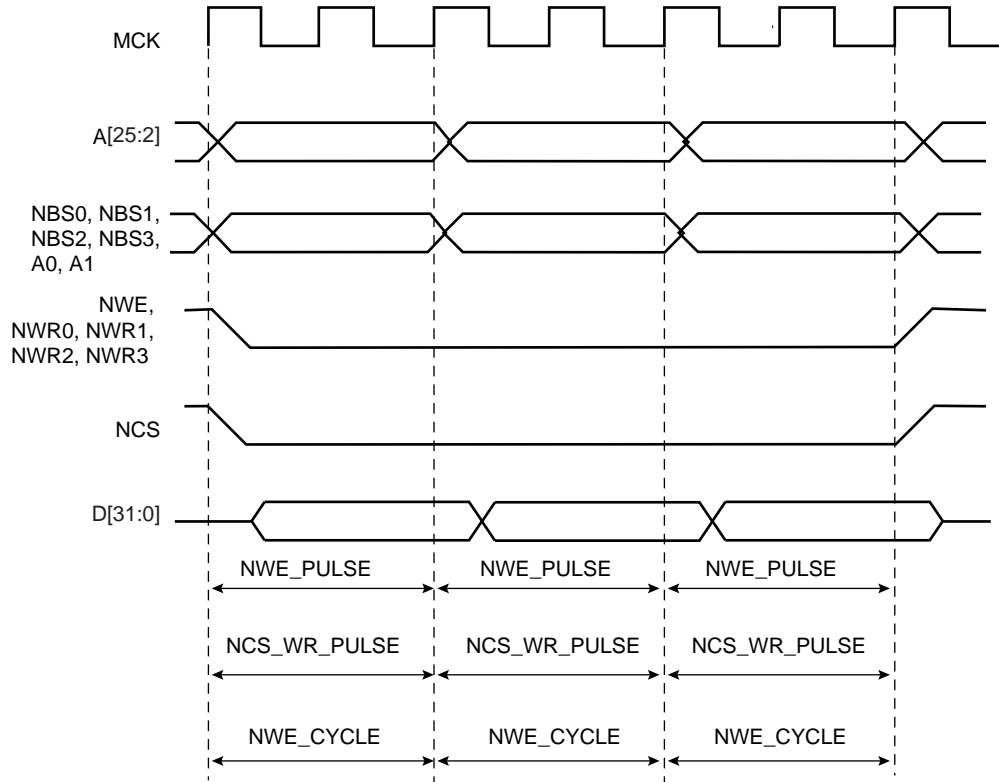 MCK
A[25:2]
NBS0, NBS1,
NBS2, NBS3,
A0, A1
NWE,
NWR0, NWR1,
NWR2, NWR3
NCS
D[31:0]
NWE_PULSE NWE_PULSE NWE_PULSE
NCS_WR_PULSE NCS_WR_PULSE NCS_WR_PULSE
NWE_CYCLE NWE_CYCLE NWE_CYCLE